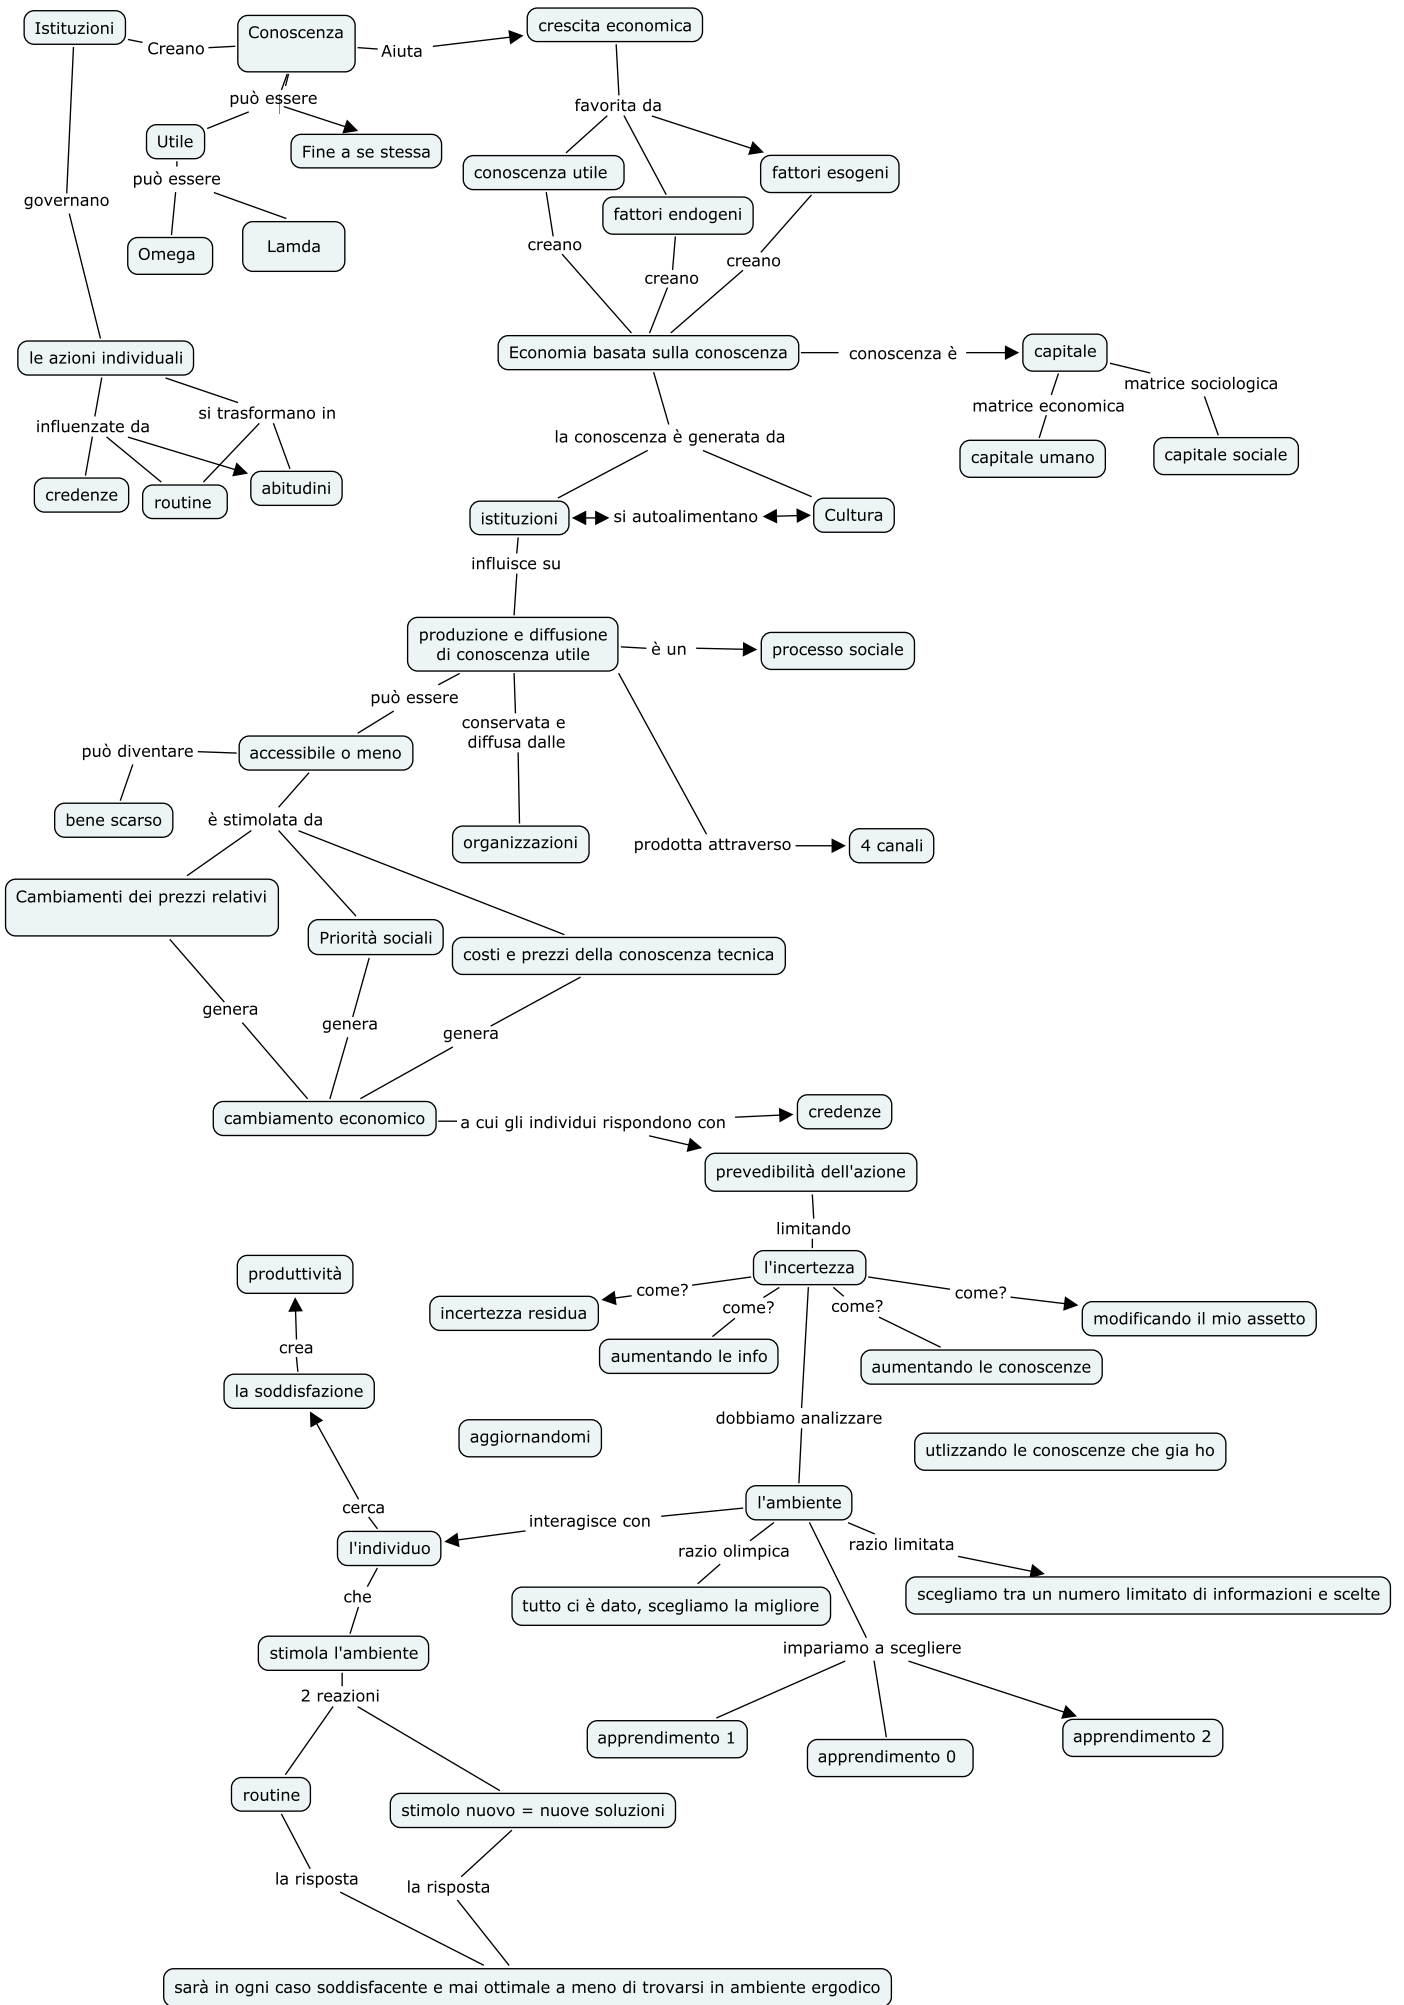 Istituzioni
Creano
Conoscenza
Aiuta
crescita economica
può essere
favorita da
Utile
Fine a se stessa
conoscenza utile
fattori esogeni
può essere
governano
fattori endogeni
Omega
Lamda
creano
creano
creano
le azioni individuali
Economia basata sulla conoscenza
conoscenza è
capitale
matrice sociologica
matrice economica
influenzate da
si trasformano in
la conoscenza è generata da
capitale umano
capitale sociale
credenze
routine
abitudini
istituzioni
si autoalimentano
Cultura
influisce su
produzione e diffusione
di conoscenza utile
è un
processo sociale
può essere
conservata e
diffusa dalle
può diventare
accessibile o meno
bene scarso
è stimolata da
organizzazioni
prodotta attraverso
4 canali
Cambiamenti dei prezzi relativi
Priorità sociali
costi e prezzi della conoscenza tecnica
genera
genera
genera
cambiamento economico
a cui gli individui rispondono con
credenze
prevedibilità dell'azione
limitando
l'incertezza
produttività
come?
come?
come?
come?
incertezza residua
aumentando le info
aumentando le conoscenze
modificando il mio assetto
crea
la soddisfazione
dobbiamo analizzare
aggiornandomi
utlizzando le conoscenze che gia ho
cerca
interagisce con
l'ambiente
l'individuo
razio olimpica
razio limitata
che
tutto ci è dato, scegliamo la migliore
scegliamo tra un numero limitato di informazioni e scelte
stimola l'ambiente
impariamo a scegliere
2 reazioni
apprendimento 1
apprendimento 0
apprendimento 2
routine
stimolo nuovo = nuove soluzioni
la risposta
la risposta
sarà in ogni caso soddisfacente e mai ottimale a meno di trovarsi in ambiente ergodico